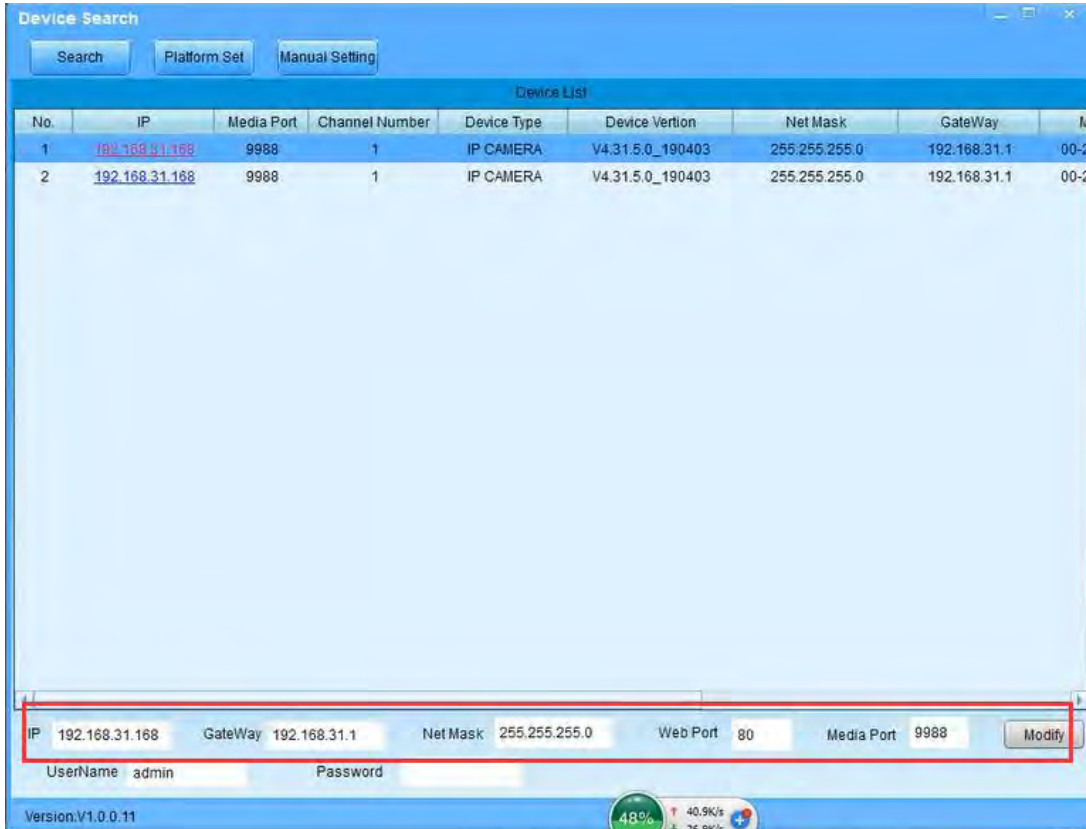 Device Search
Search Platform Set Manual Setting
Device List
No. IP Media Port Channel Number Device Type Device Vertion Net Mask GateWay M
1 192.168.31.168 9988 1 IP CAMERA V4.31.5.0_190403 255.255.255.0 192.168.31.1 00-2
2 192.168.31.168 9988 1 IP CAMERA V4.31.5.0_190403 255.255.255.0 192.168.31.1 00-2
IP 192.168.31.168 GateWay 192.168.31.1 Net Mask 255.255.255.0 Web Port 80 Media Port 9988 Modify
UserName admin Password
Version:V1.0.0.11 48% 40.9K/s